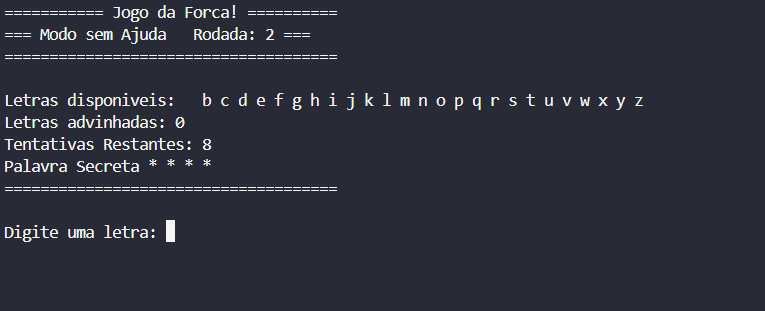 =========== Jogo da Forca! ==========
=== Modo sem Ajuda   Rodada: 2 ===
=====================================
Letras disponiveis:   b c d e f g h i j k l m n o p q r s t u v w x y z
Letras advinhadas: 0
Tentativas Restantes: 8
Palavra Secreta * * * *
=====================================
Digite uma letra: